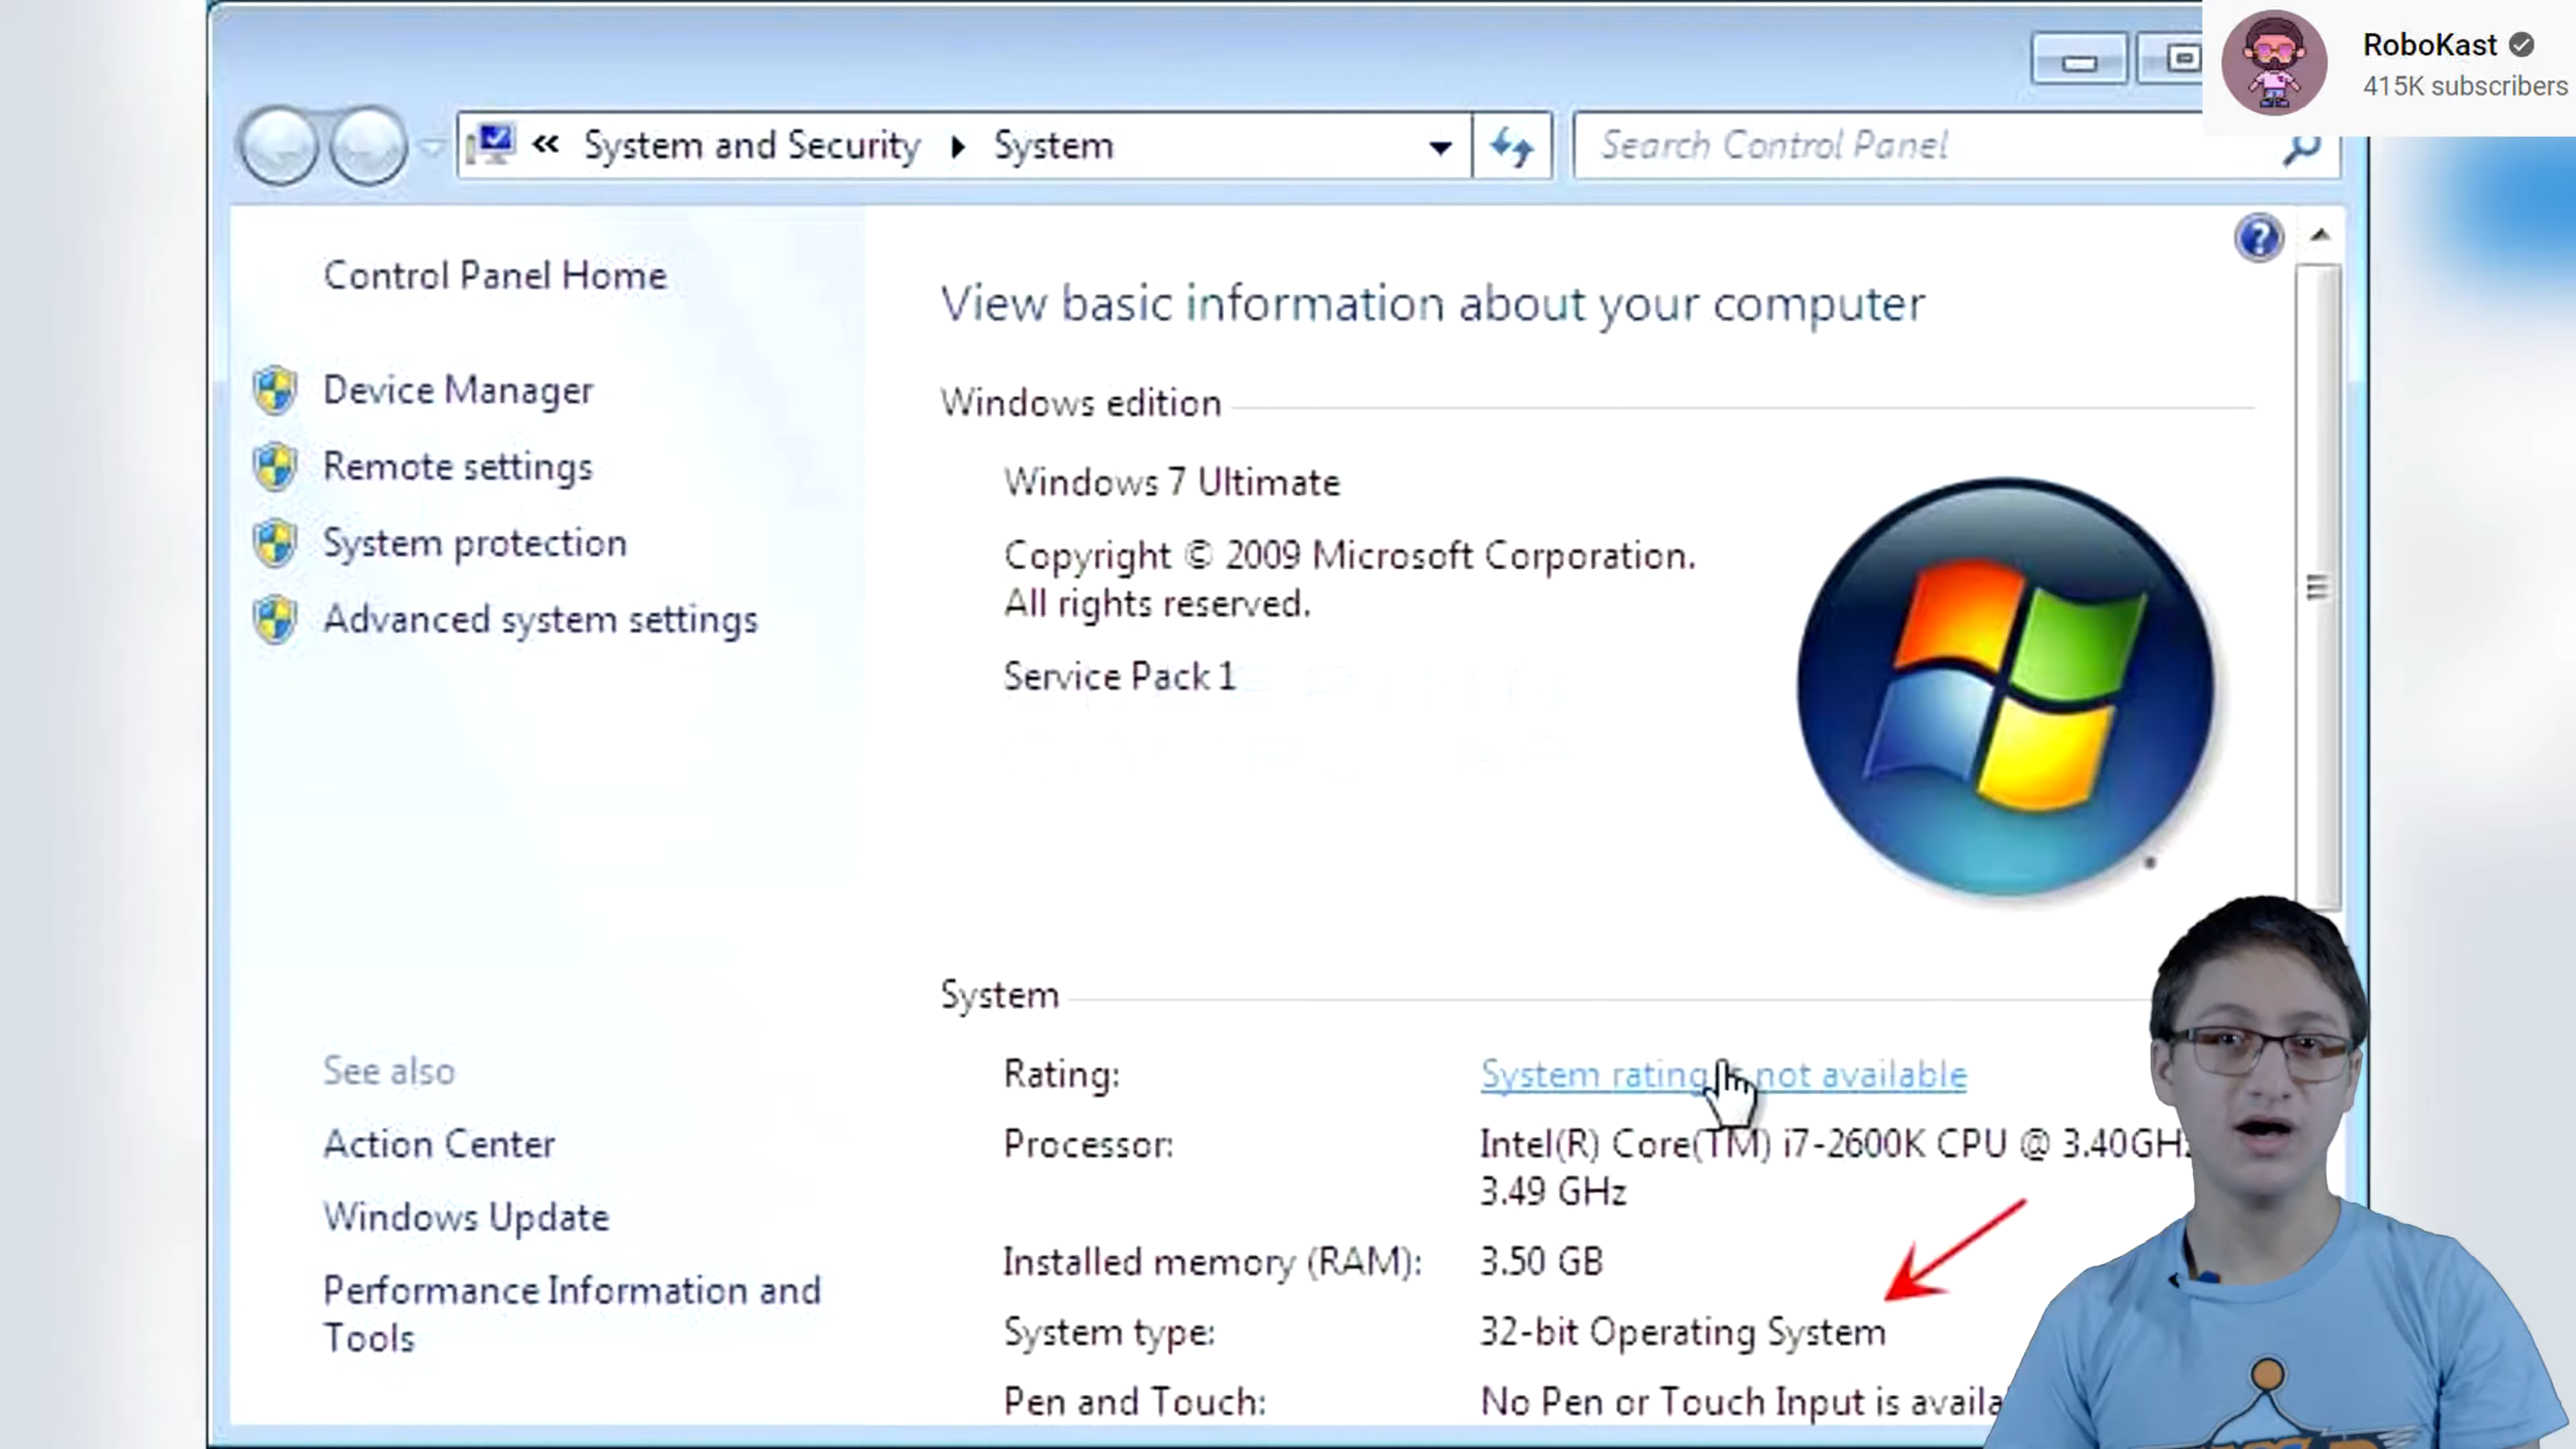 RoboKast
415K subscribers
« System and Security ▸ System
Search Control Panel
Control Panel Home
Device Manager
Remote settings
System protection
Advanced system settings
See also
Action Center
Windows Update
Performance Information and
Tools
View basic information about your computer
Windows edition
Windows 7 Ultimate
Copyright © 2009 Microsoft Corporation.
All rights reserved.
Service Pack 1
System
Rating: System rating not available
Processor: Intel(R) Core(TM) i7-2600K CPU @ 3.40GHz
3.49 GHz
Installed memory (RAM): 3.50 GB
System type: 32-bit Operating System
Pen and Touch: No Pen or Touch Input is availa